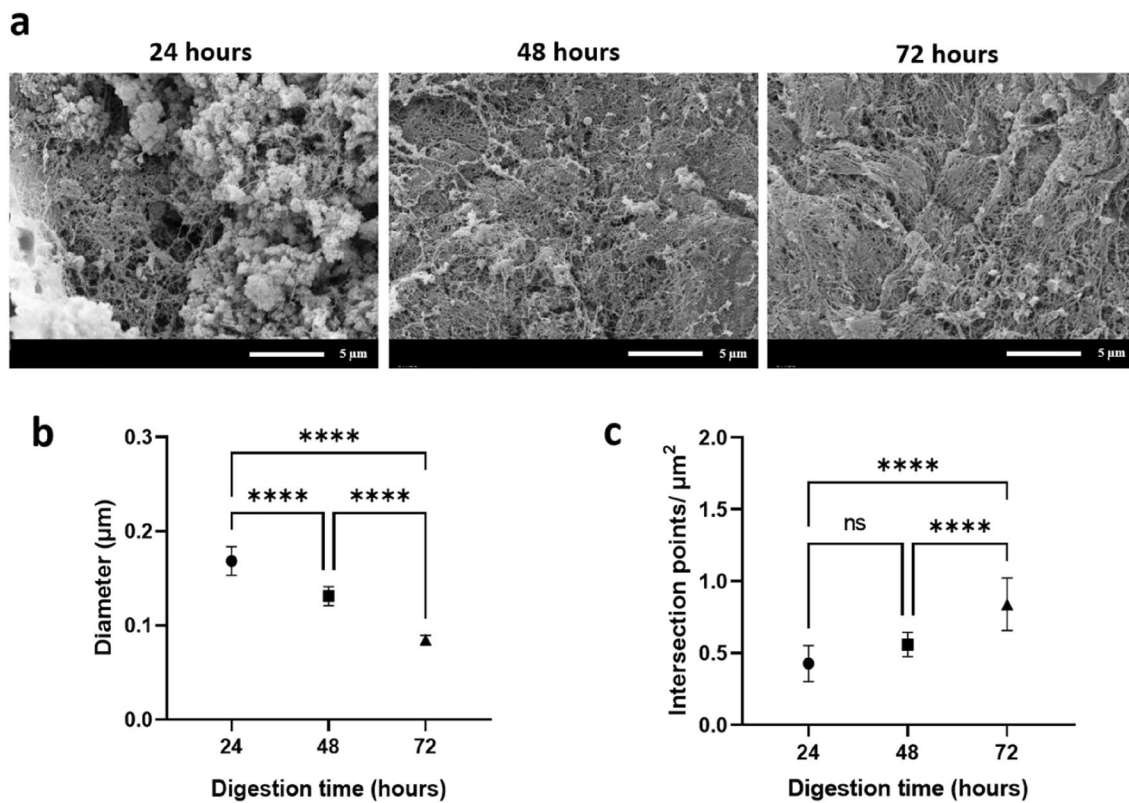 a
24 hours
48 hours
72 hours
5 µm
5 µm
5 µm
b
0.3
0.2
0.1
0.0
Diameter (µm)
****
****
****
24
48
72
Digestion time (hours)
c
2.0
1.5
1.0
0.5
0.0
Intersection points/ µm²
****
ns
****
24
48
72
Digestion time (hours)